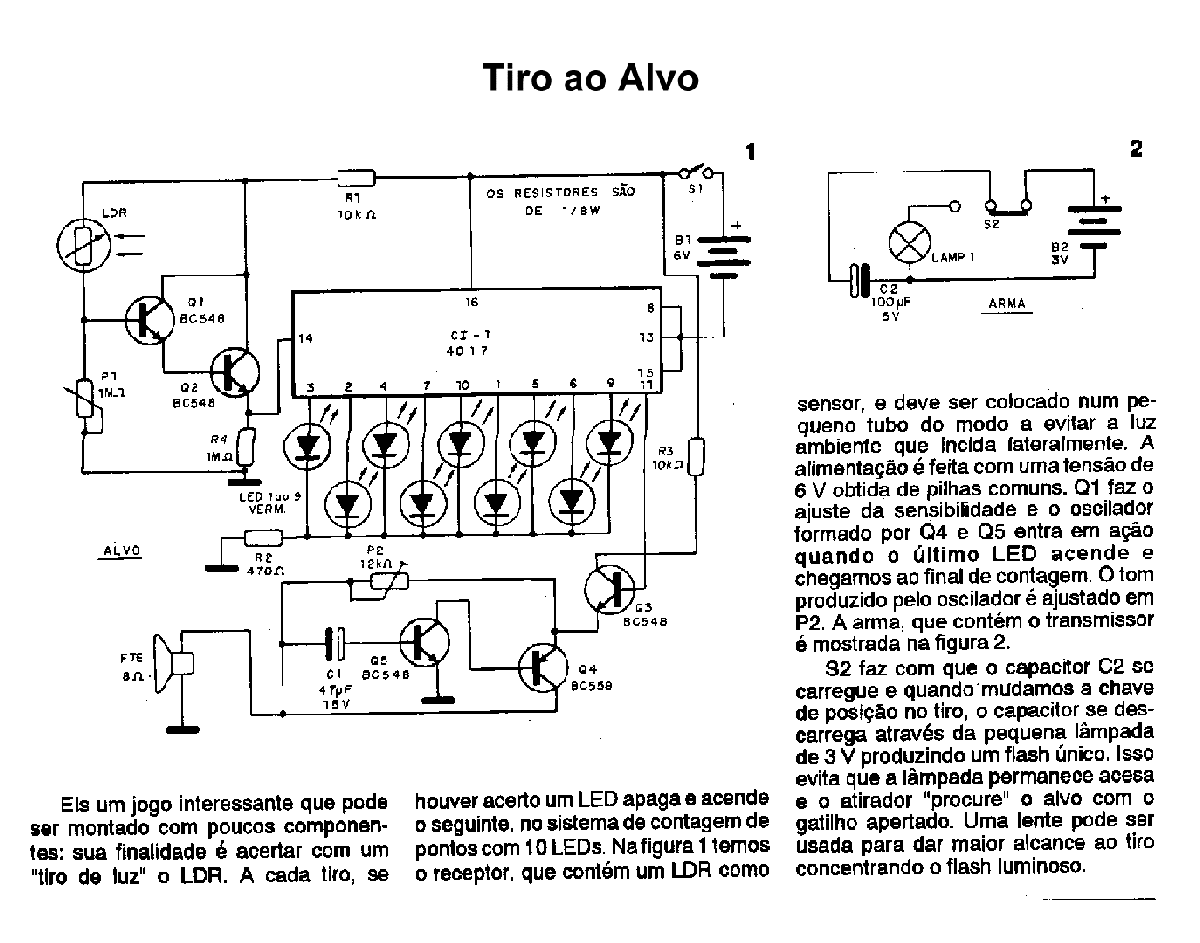 Tiro ao Alvo
1
LDR
R1
10kΩ
OS RESISTORES SÃO
DE 1/8W
S1
B1
6V
+
Q1
BC548
16
CI-1
4017
14
8
13
15
11
3 2 4 7 10 1 5 6 9
P1
1MΩ
Q2
BC548
R4
1MΩ
R3
10kΩ
LED 1 ao 9
VERM.
ALVO
R2
470Ω
P2
12kΩ
Q3
BC548
FTE
8Ω
C1
47µF
16V
Q5
BC548
Q4
BC559
2
S2
+
B2
3V
LAMP 1
C2
100µF
5V
ARMA
Eis um jogo interessante que pode
ser montado com poucos componen-
tes: sua finalidade é acertar com um
"tiro de luz" o LDR. A cada tiro, se
houver acerto um LED apaga e acende
o seguinte, no sistema de contagem de
pontos com 10 LEDs. Na figura 1 temos
o receptor, que contém um LDR como
sensor, e deve ser colocado num pe-
queno tubo do modo a evitar a luz
ambiente que incida lateralmente. A
alimentação é feita com uma tensão de
6 V obtida de pilhas comuns. Q1 faz o
ajuste da sensibilidade e o oscilador
formado por Q4 e Q5 entra em ação
quando o último LED acende e
chegamos ao final de contagem. O tom
produzido pelo oscilador é ajustado em
P2. A arma, que contém o transmissor
é mostrada na figura 2.
S2 faz com que o capacitor C2 se
carregue e quando mudamos a chave
de posição no tiro, o capacitor se des-
carrega através da pequena lâmpada
de 3 V produzindo um flash único. Isso
evita que a lâmpada permanece acesa
e o atirador "procure" o alvo com o
gatilho apertado. Uma lente pode ser
usada para dar maior alcance ao tiro
concentrando o flash luminoso.